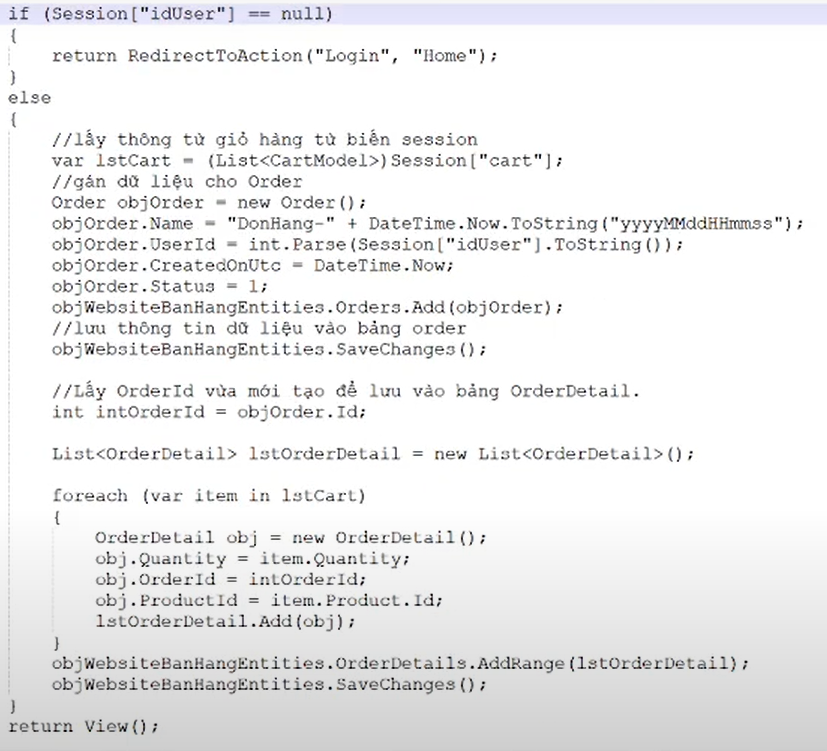 if (Session["idUser"] == null)
{
return RedirectToAction("Login", "Home");
}
else
{
//lấy thông từ giỏ hàng từ biến session
var lstCart = (List<CartModel>)Session["cart"];
//gán dữ liệu cho Order
Order objOrder = new Order();
objOrder.Name = "DonHang-" + DateTime.Now.ToString("yyyyMMddHHmmss");
objOrder.UserId = int.Parse(Session["idUser"].ToString());
objOrder.CreatedOnUtc = DateTime.Now;
objOrder.Status = 1;
objWebsiteBanHangEntities.Orders.Add(objOrder);
//lưu thông tin dữ liệu vào bảng order
objWebsiteBanHangEntities.SaveChanges();
//Lấy OrderId vừa mới tạo để lưu vào bảng OrderDetail.
int intOrderId = objOrder.Id;
List<OrderDetail> lstOrderDetail = new List<OrderDetail>();
foreach (var item in lstCart)
{
OrderDetail obj = new OrderDetail();
obj.Quantity = item.Quantity;
obj.OrderId = intOrderId;
obj.ProductId = item.Product.Id;
lstOrderDetail.Add(obj);
}
objWebsiteBanHangEntities.OrderDetails.AddRange(lstOrderDetail);
objWebsiteBanHangEntities.SaveChanges();
}
return View();